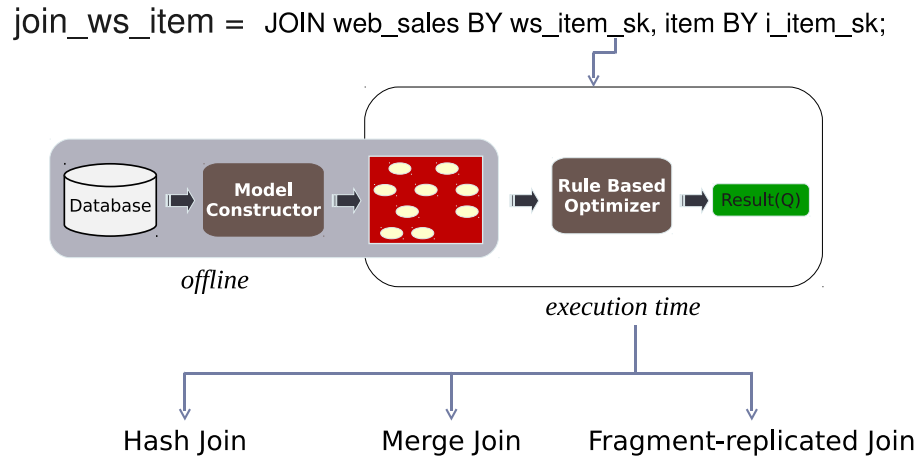 join_ws_item = JOIN web_sales BY ws_item_sk, item BY i_item_sk;
Database
Model
Constructor
Rule Based
Optimizer
Result(Q)
offline
execution time
Hash Join
Merge Join
Fragment-replicated Join